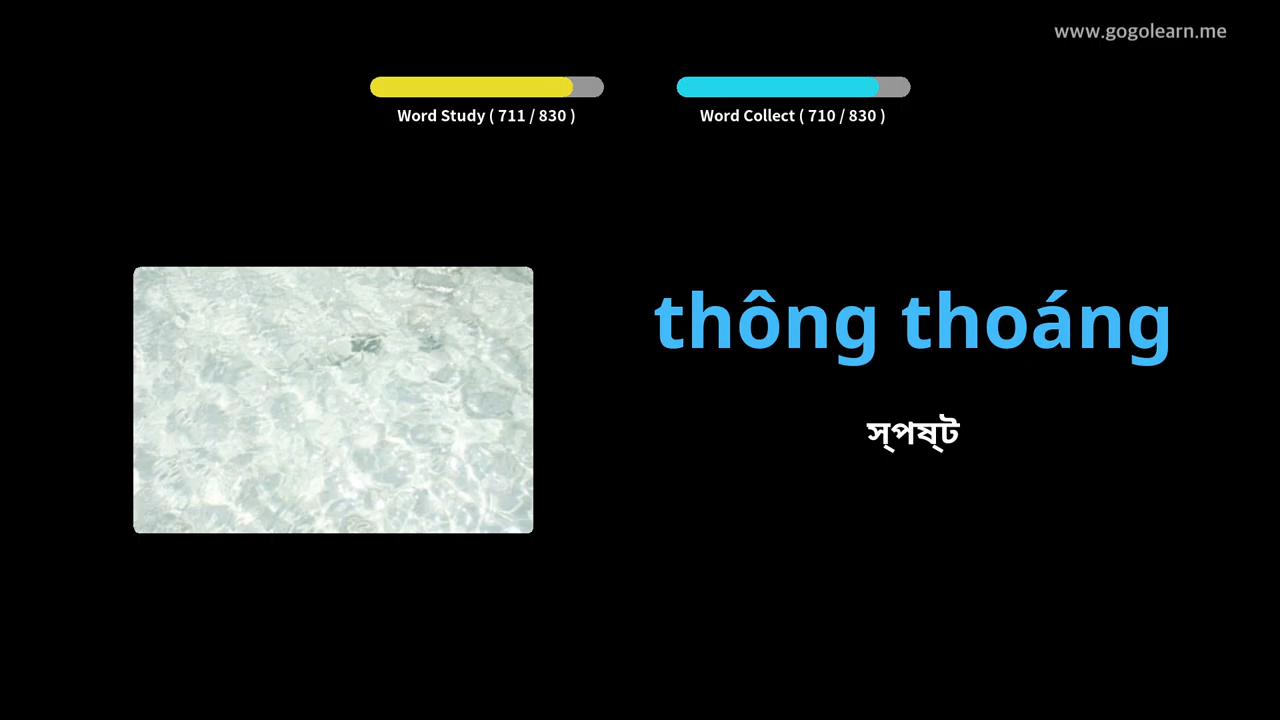 www.gogolearn.me
Word Study ( 711 / 830 )
Word Collect ( 710 / 830 )
thông thoáng
স্পষ্ট